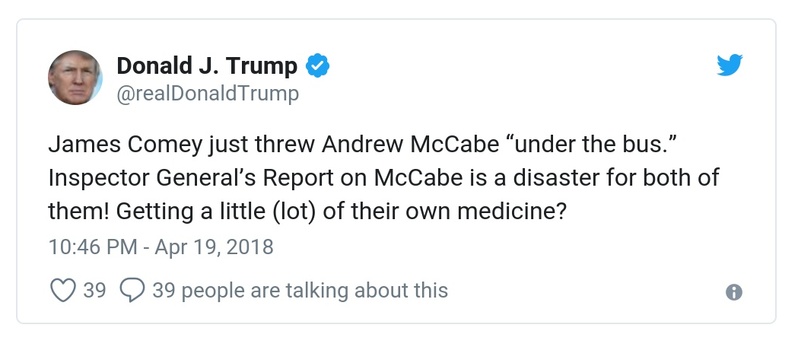 Donald J. Trump
@realDonaldTrump
James Comey just threw Andrew McCabe “under the bus.”
Inspector General’s Report on McCabe is a disaster for both of
them! Getting a little (lot) of their own medicine?
10:46 PM - Apr 19, 2018
39 39 people are talking about this